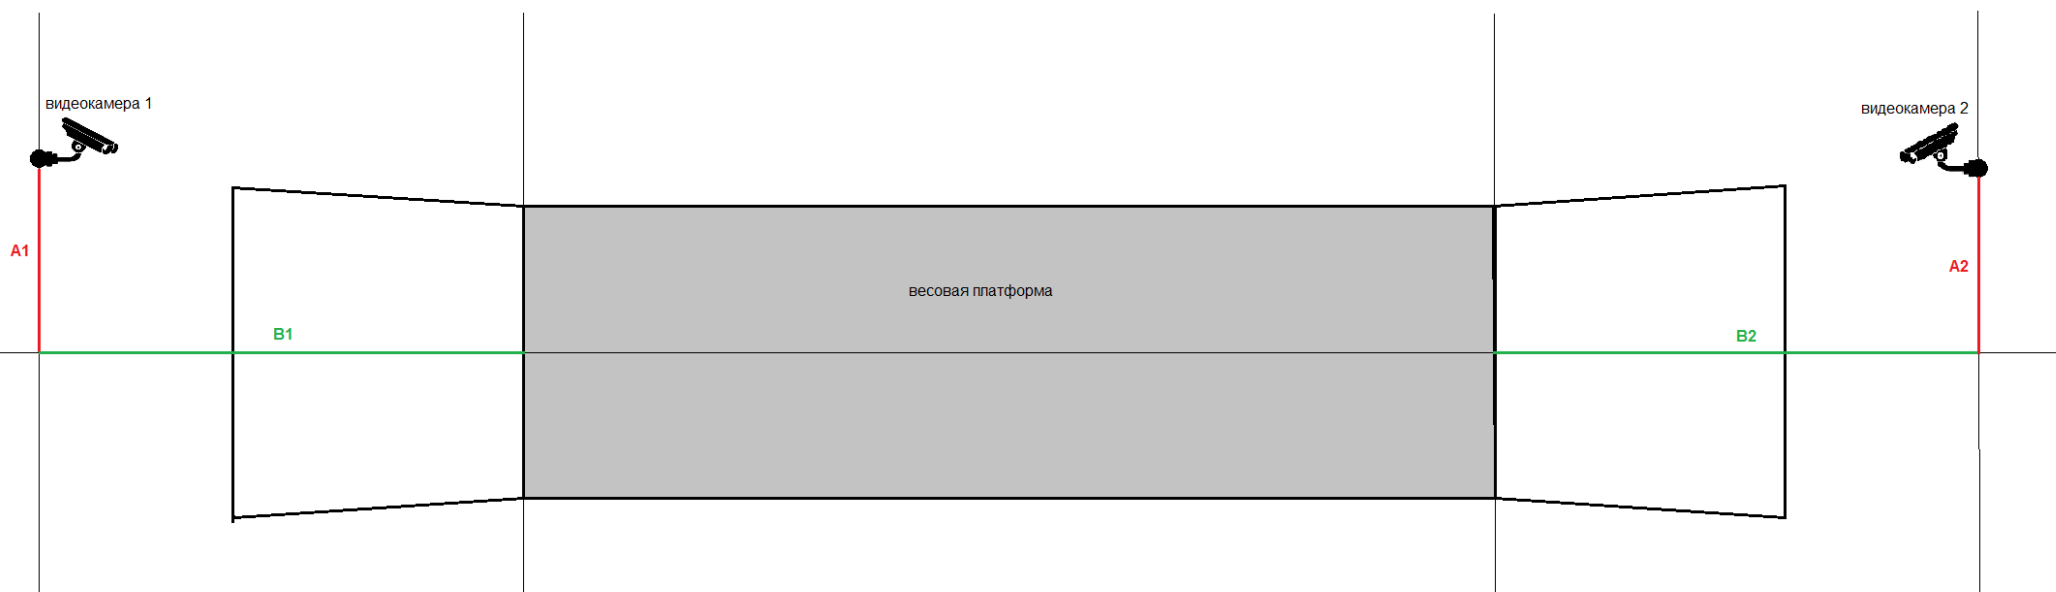 видеокамера 1
видеокамера 2
A1
A2
весовая платформа
B1
B2